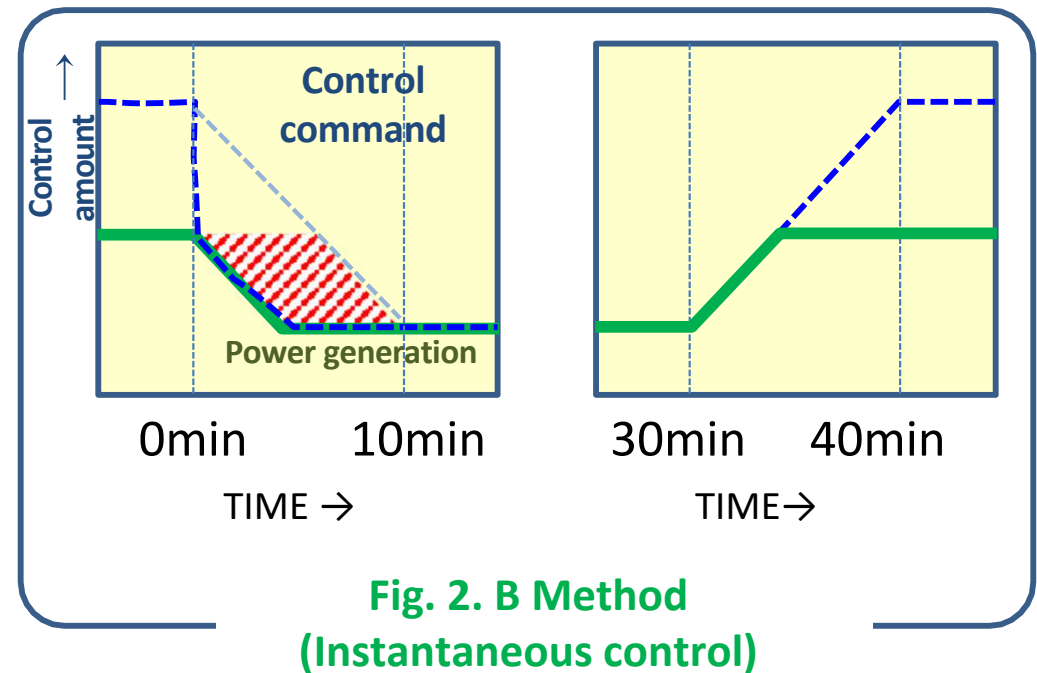 Control
amount
→
Control
command
Power generation
0min 10min 30min 40min
TIME → TIME→
Fig. 2. B Method
(Instantaneous control)